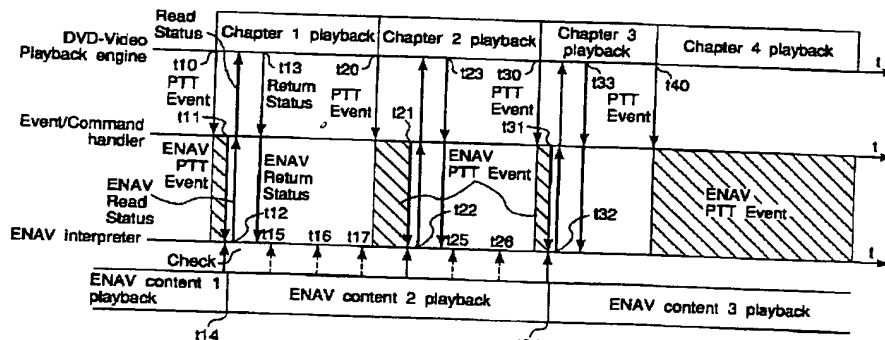 Read
Status
DVD-Video
Playback engine
Chapter 1 playback
Chapter 2 playback
Chapter 3
playback
Chapter 4 playback
t
t10
PTT
Event
t11
t13
Return
Status
t20
PTT
Event
t21
t23
t30
PTT
Event
t31
t33
PTT
Event
t40
Event/Command
handler
t
ENAV
PTT
Event
ENAV
Read
Status
ENAV
Return
Status
ENAV
PTT Event
ENAV
PTT Event
t12
t22
t32
ENAV interpreter
t15
t16
t17
t25
t26
t
Check
ENAV content 1
playback
ENAV content 2 playback
ENAV content 3 playback
t14